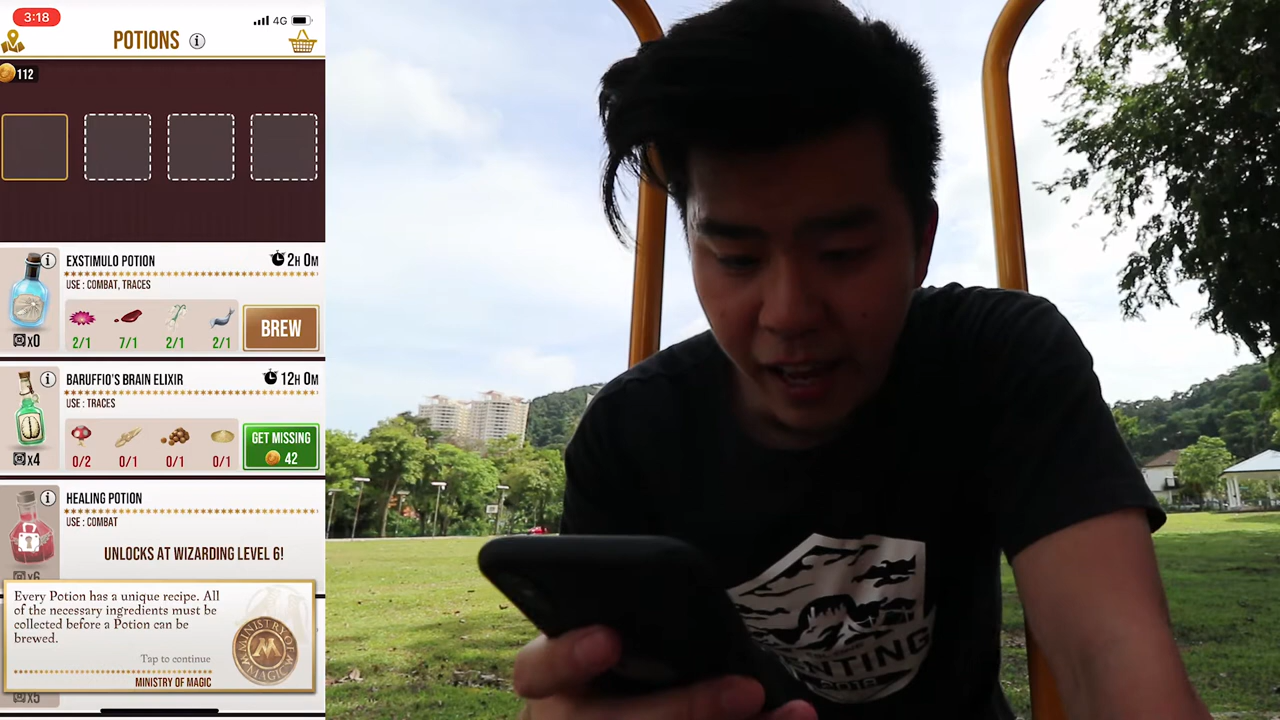 3:18
4G
POTIONS i
112
EXSTIMULO POTION
2H 0M
USE : COMBAT, TRACES
2/1 7/1 2/1 2/1
BREW
x0
BARUFFIO'S BRAIN ELIXIR
12H 0M
USE : TRACES
0/2 0/1 0/1 0/1
GET MISSING
42
x4
HEALING POTION
USE : COMBAT
UNLOCKS AT WIZARDING LEVEL 6!
x6
Every Potion has a unique recipe. All
of the necessary ingredients must be
collected before a Potion can be
brewed.
Tap to continue
MINISTRY OF MAGIC
MINISTRY OF MAGIC
x5
ENTING
2018